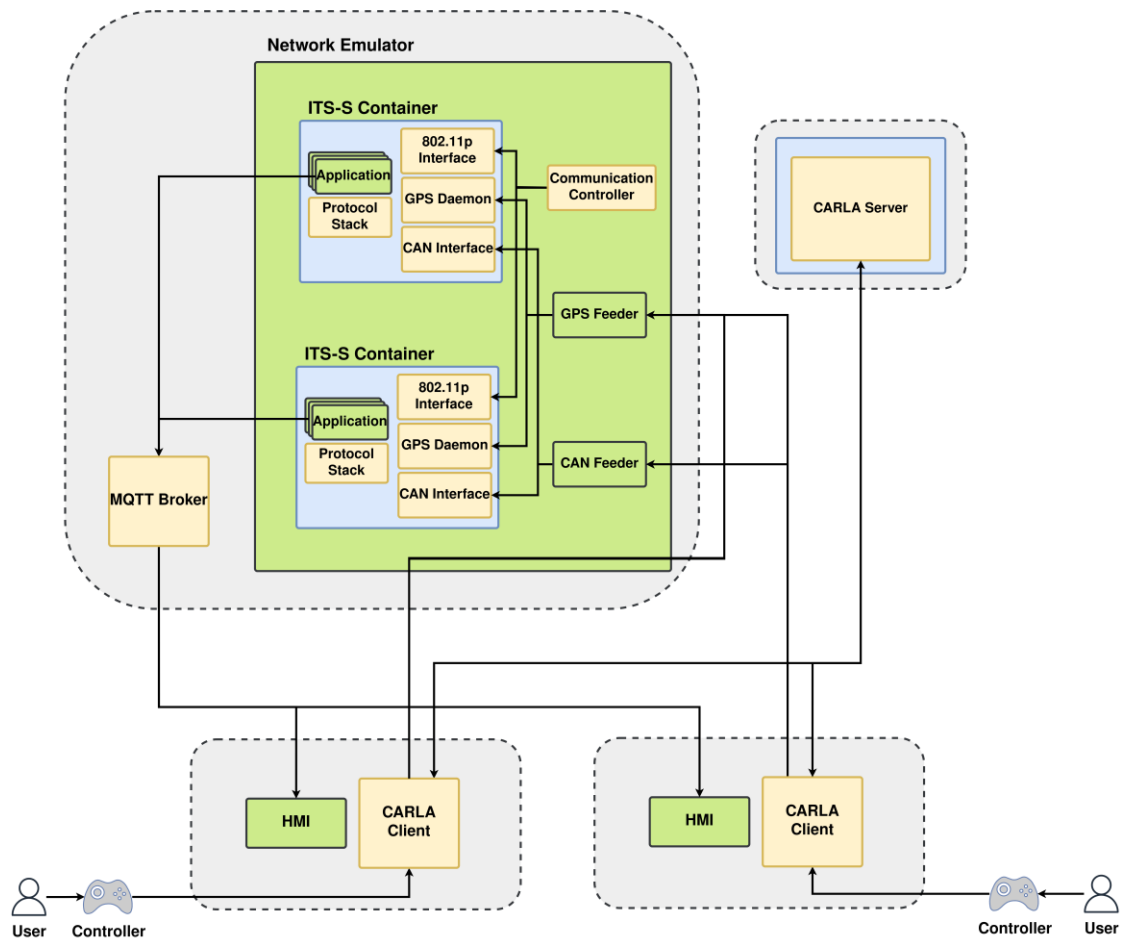 Network Emulator
ITS-S Container
802.11p
Interface
Application
GPS Daemon
Protocol
Stack
CAN Interface
Communication
Controller
CARLA Server
GPS Feeder
ITS-S Container
802.11p
Interface
Application
GPS Daemon
Protocol
Stack
CAN Interface
CAN Feeder
MQTT Broker
HMI
CARLA
Client
HMI
CARLA
Client
User
Controller
Controller
User